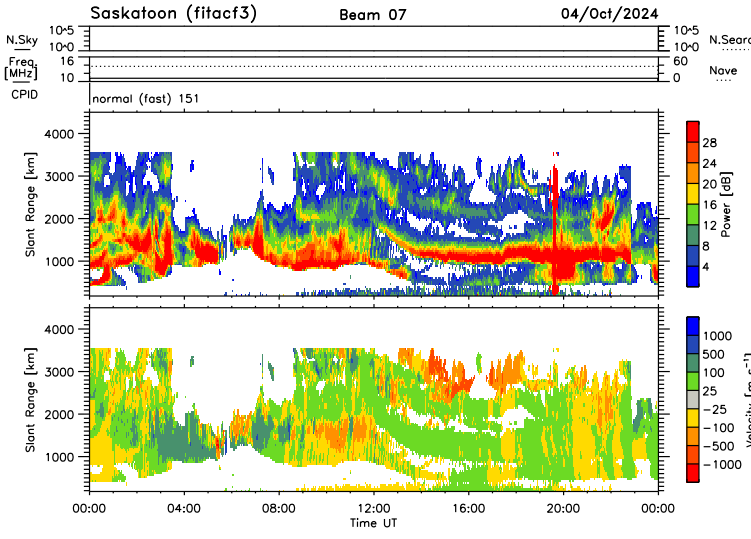 Saskatoon (fitacf3) Beam 07 04/Oct/2024
N.Sky 10^5 10^5 N.Searc
10^0 10^0
Freq. 16 60 Nave
[MHz] 10 0
CPID normal (fast) 151
Slant Range [km]
4000
3000
2000
1000
Power [dB]
28
24
20
16
12
8
4
Slant Range [km]
4000
3000
2000
1000
Velocity [m s^-1]
1000
500
100
25
-25
-100
-500
-1000
00:00 04:00 08:00 12:00 16:00 20:00 00:00
Time UT